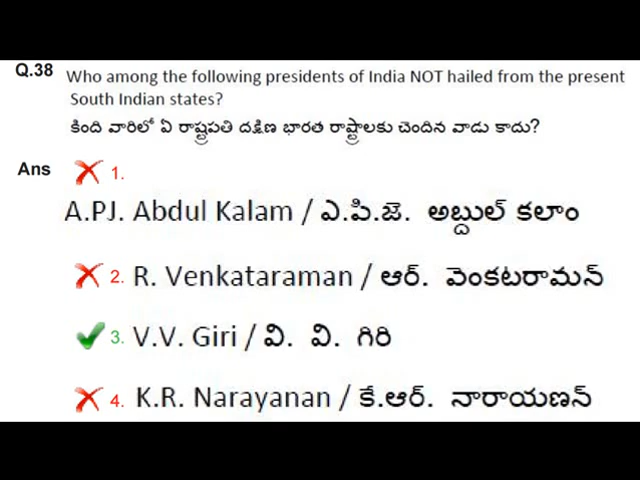 Q.38 Who among the following presidents of India NOT hailed from the present
South Indian states?
కింది వారిలో ఏ రాష్ట్రపతి దక్షిణ భారత రాష్ట్రాలకు చెందిన వాడు కాదు?
Ans 1.
A.PJ. Abdul Kalam / ఎ.పి.జె. అబ్దుల్ కలాం
2. R. Venkataraman / ఆర్. వెంకటరామన్
3. V.V. Giri / వి. వి. గిరి
4. K.R. Narayanan / కే.ఆర్. నారాయణన్